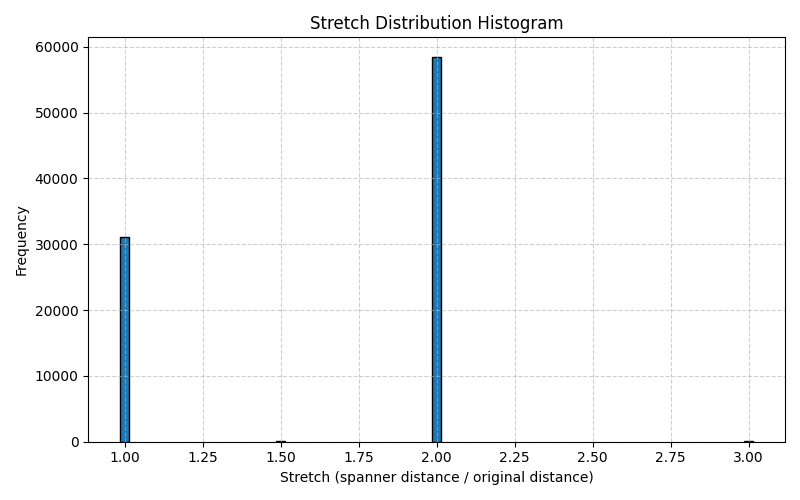 Stretch Distribution Histogram
60000
50000
40000
30000
20000
10000
0
Frequency
1.00 1.25 1.50 1.75 2.00 2.25 2.50 2.75 3.00
Stretch (spanner distance / original distance)